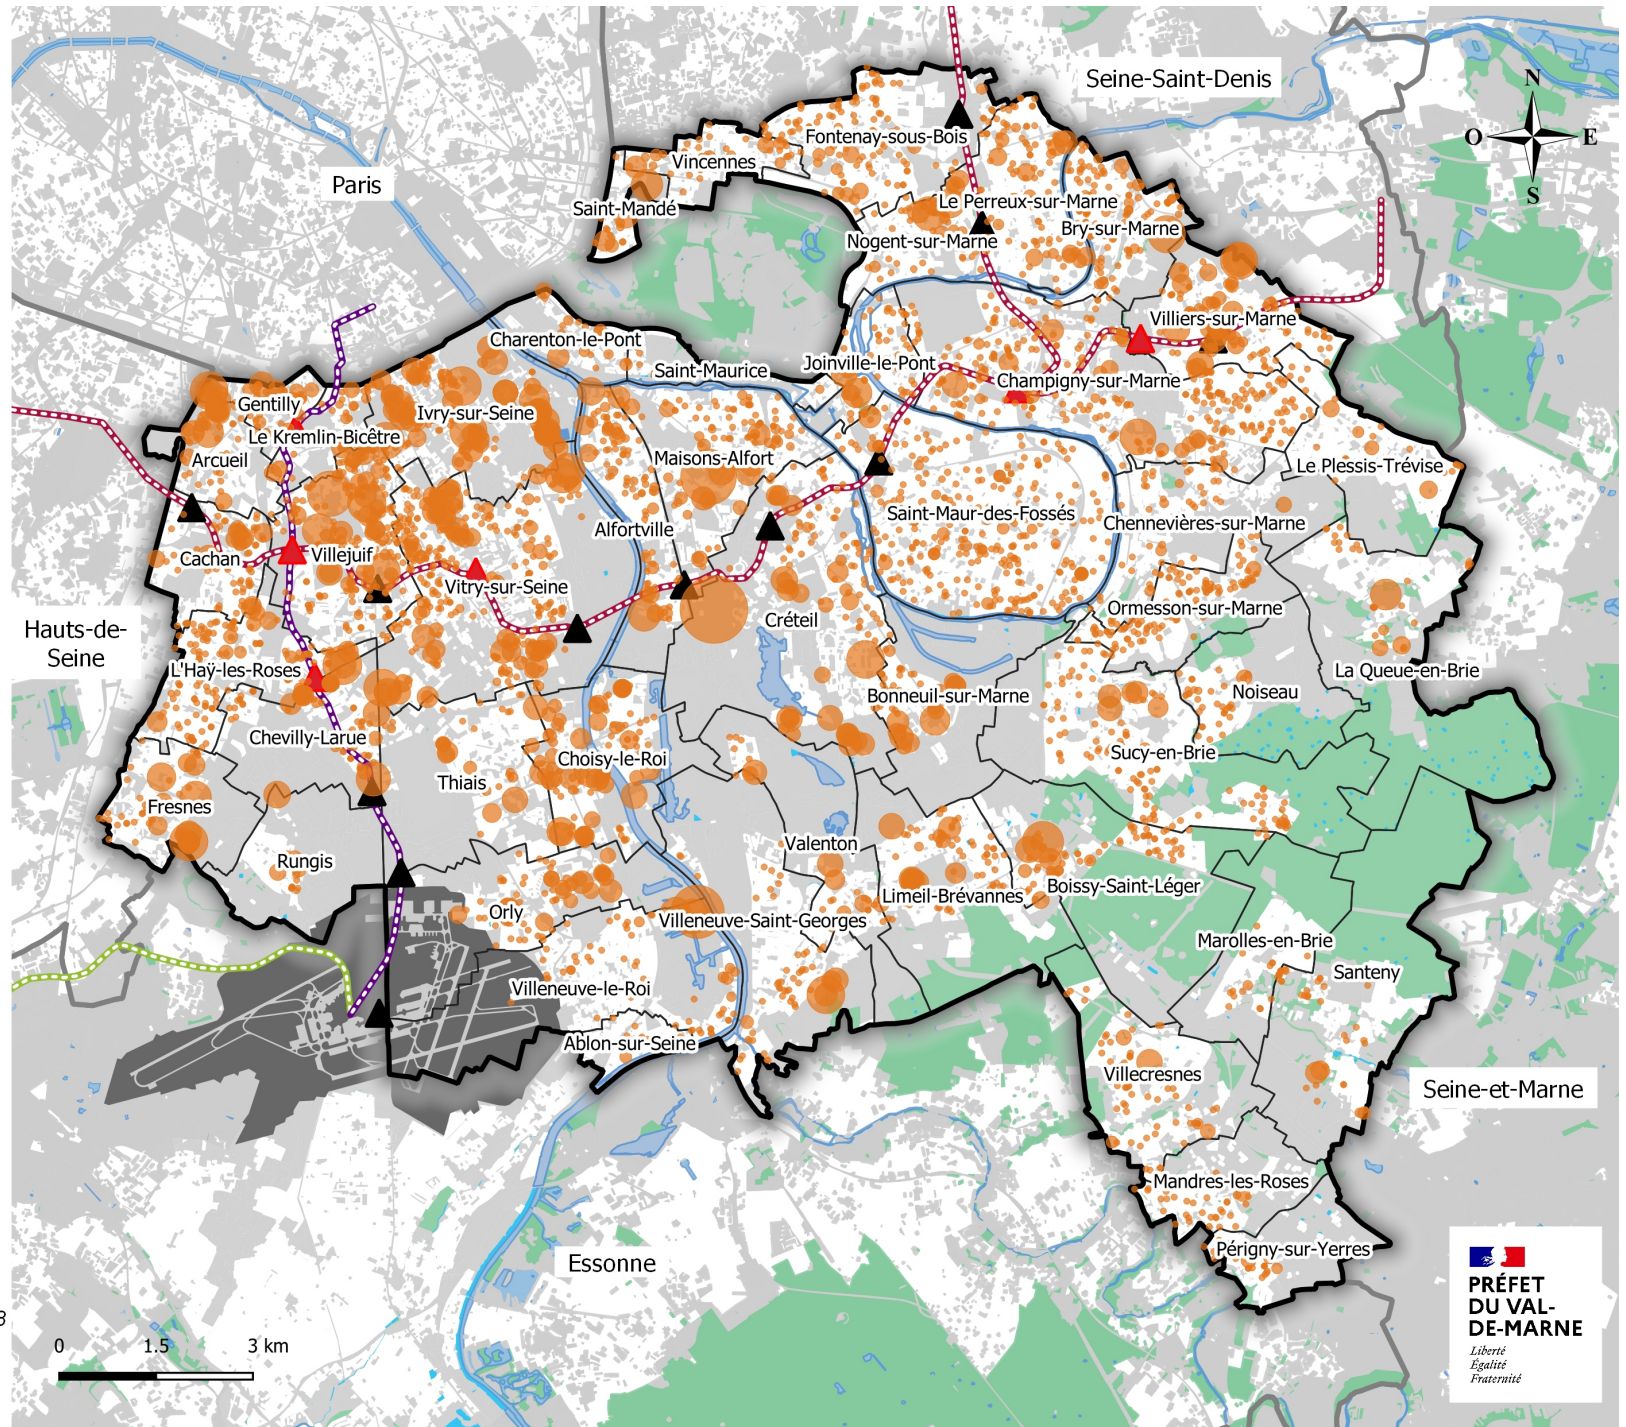 Seine-Saint-Denis
N
O
E
S
Fontenay-sous-Bois
Vincennes
Paris
Saint-Mandé
Le Perreux-sur-Marne
Bry-sur-Marne
Nogent-sur-Marne
Villiers-sur-Marne
Charenton-le-Pont
Saint-Maurice
Joinville-le-Pont
Champigny-sur-Marne
Gentilly
Ivry-sur-Seine
Le Kremlin-Bicêtre
Arcueil
Maisons-Alfort
Le Plessis-Trévise
Saint-Maur-des-Fossés
Chennevières-sur-Marne
Alfortville
Cachan
Villejuif
Vitry-sur-Seine
Créteil
Ormesson-sur-Marne
Hauts-de-
Seine
L'Haÿ-les-Roses
La Queue-en-Brie
Bonneuil-sur-Marne
Noiseau
Chevilly-Larue
Choisy-le-Roi
Sucy-en-Brie
Thiais
Fresnes
Valenton
Rungis
Limeil-Brévannes
Boissy-Saint-Léger
Orly
Villeneuve-Saint-Georges
Marolles-en-Brie
Santeny
Villeneuve-le-Roi
Ablon-sur-Seine
Villecresnes
Seine-et-Marne
Mandres-les-Roses
Périgny-sur-Yerres
Essonne
0 1.5 3 km
PRÉFET
DU VAL-
DE-MARNE
Liberté
Égalité
Fraternité